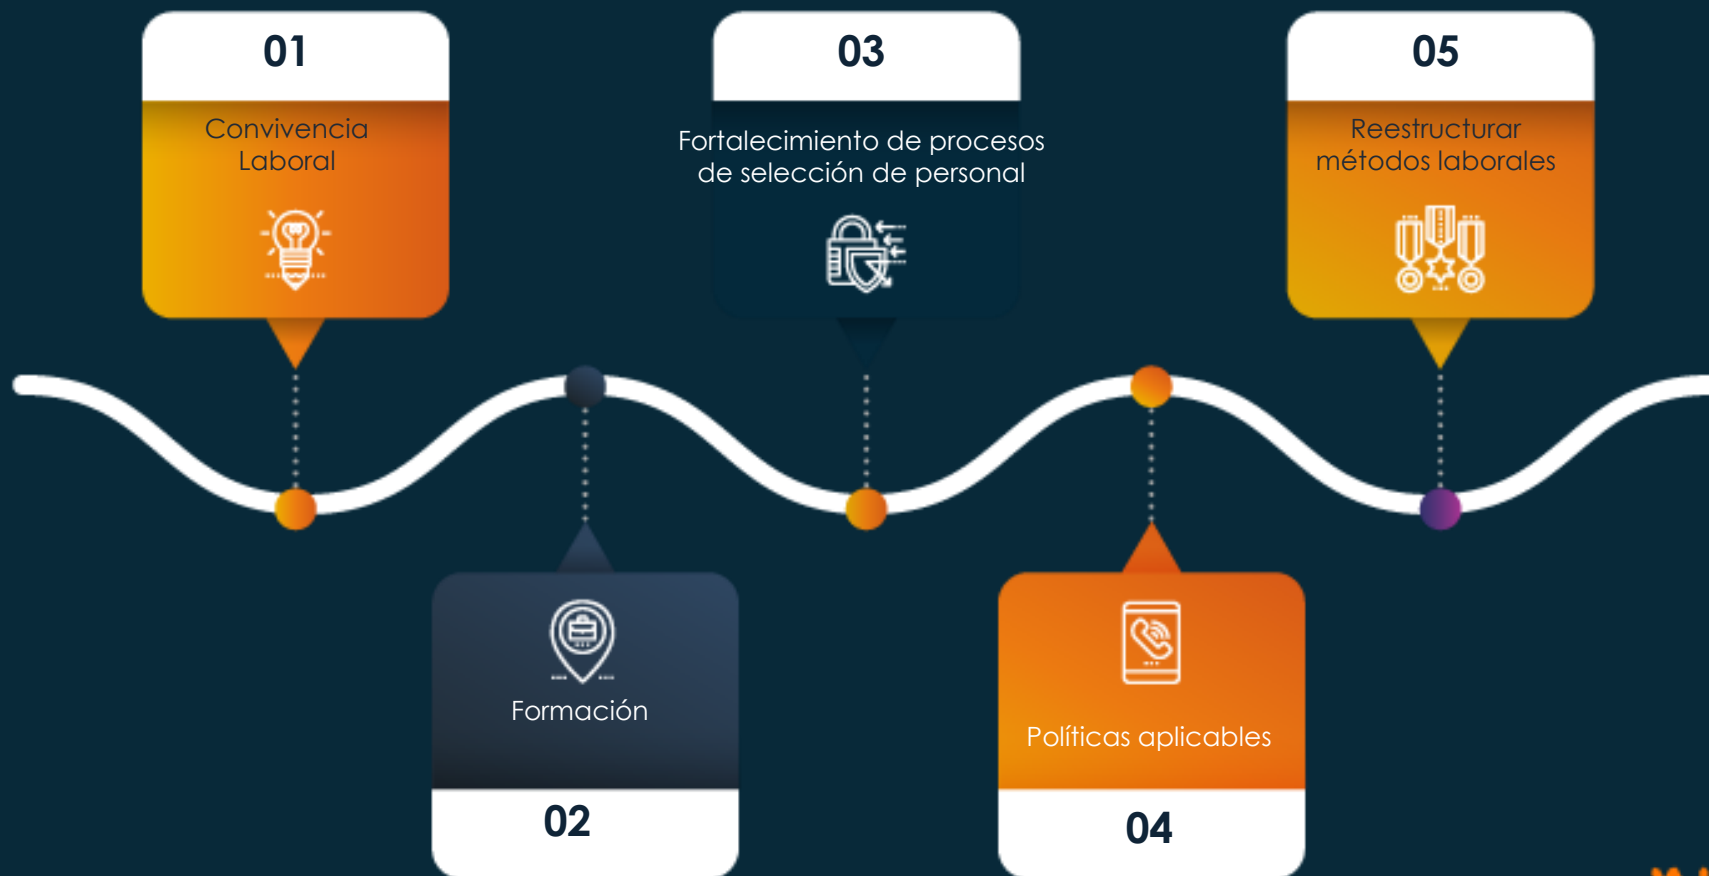 01
Convivencia
Laboral
02
Formación
03
Fortalecimiento de procesos
de selección de personal
04
Políticas aplicables
05
Reestructurar
métodos laborales